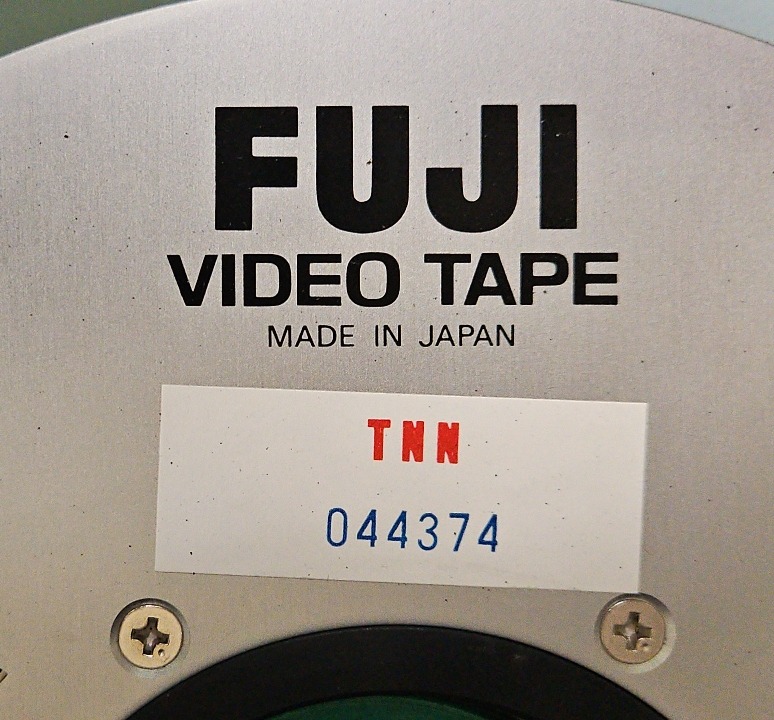 FUJI
VIDEO TAPE
MADE IN JAPAN
TNN
044374